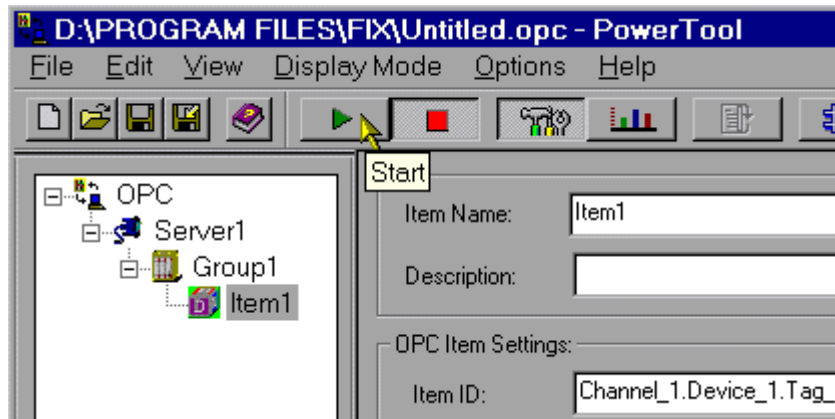 D:\PROGRAM FILES\FIX\Untitled.opc - PowerTool
File Edit View Display Mode Options Help
Start
OPC
Server1
Group1
Item1
Item Name: Item1
Description:
OPC Item Settings:
Item ID: Channel_1.Device_1.Tag_